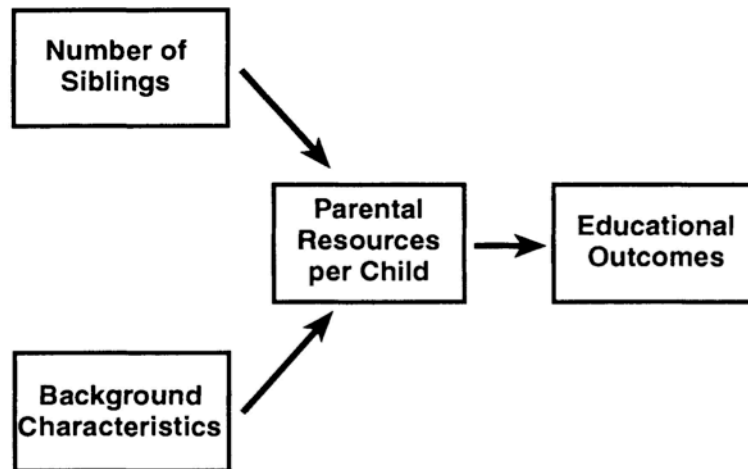 Number of
Siblings
Parental
Resources
per Child
Educational
Outcomes
Background
Characteristics